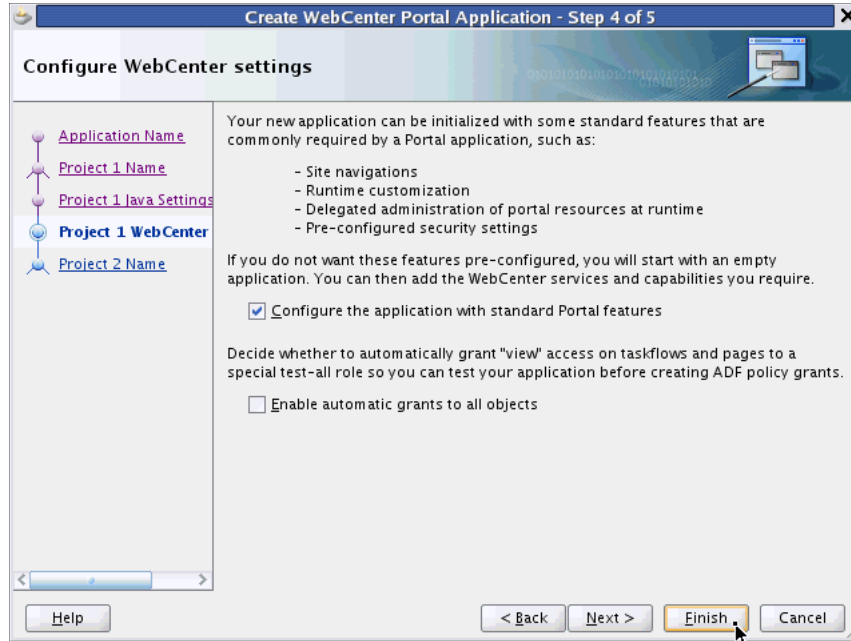 Create WebCenter Portal Application - Step 4 of 5
Configure WebCenter settings
Application Name
Project 1 Name
Project 1 Java Settings
Project 1 WebCenter
Project 2 Name
Your new application can be initialized with some standard features that are
commonly required by a Portal application, such as:
- Site navigations
- Runtime customization
- Delegated administration of portal resources at runtime
- Pre-configured security settings
If you do not want these features pre-configured, you will start with an empty
application. You can then add the WebCenter services and capabilities you require.
Configure the application with standard Portal features
Decide whether to automatically grant "view" access on taskflows and pages to a
special test-all role so you can test your application before creating ADF policy grants.
Enable automatic grants to all objects
Help
< Back
Next >
Finish
Cancel